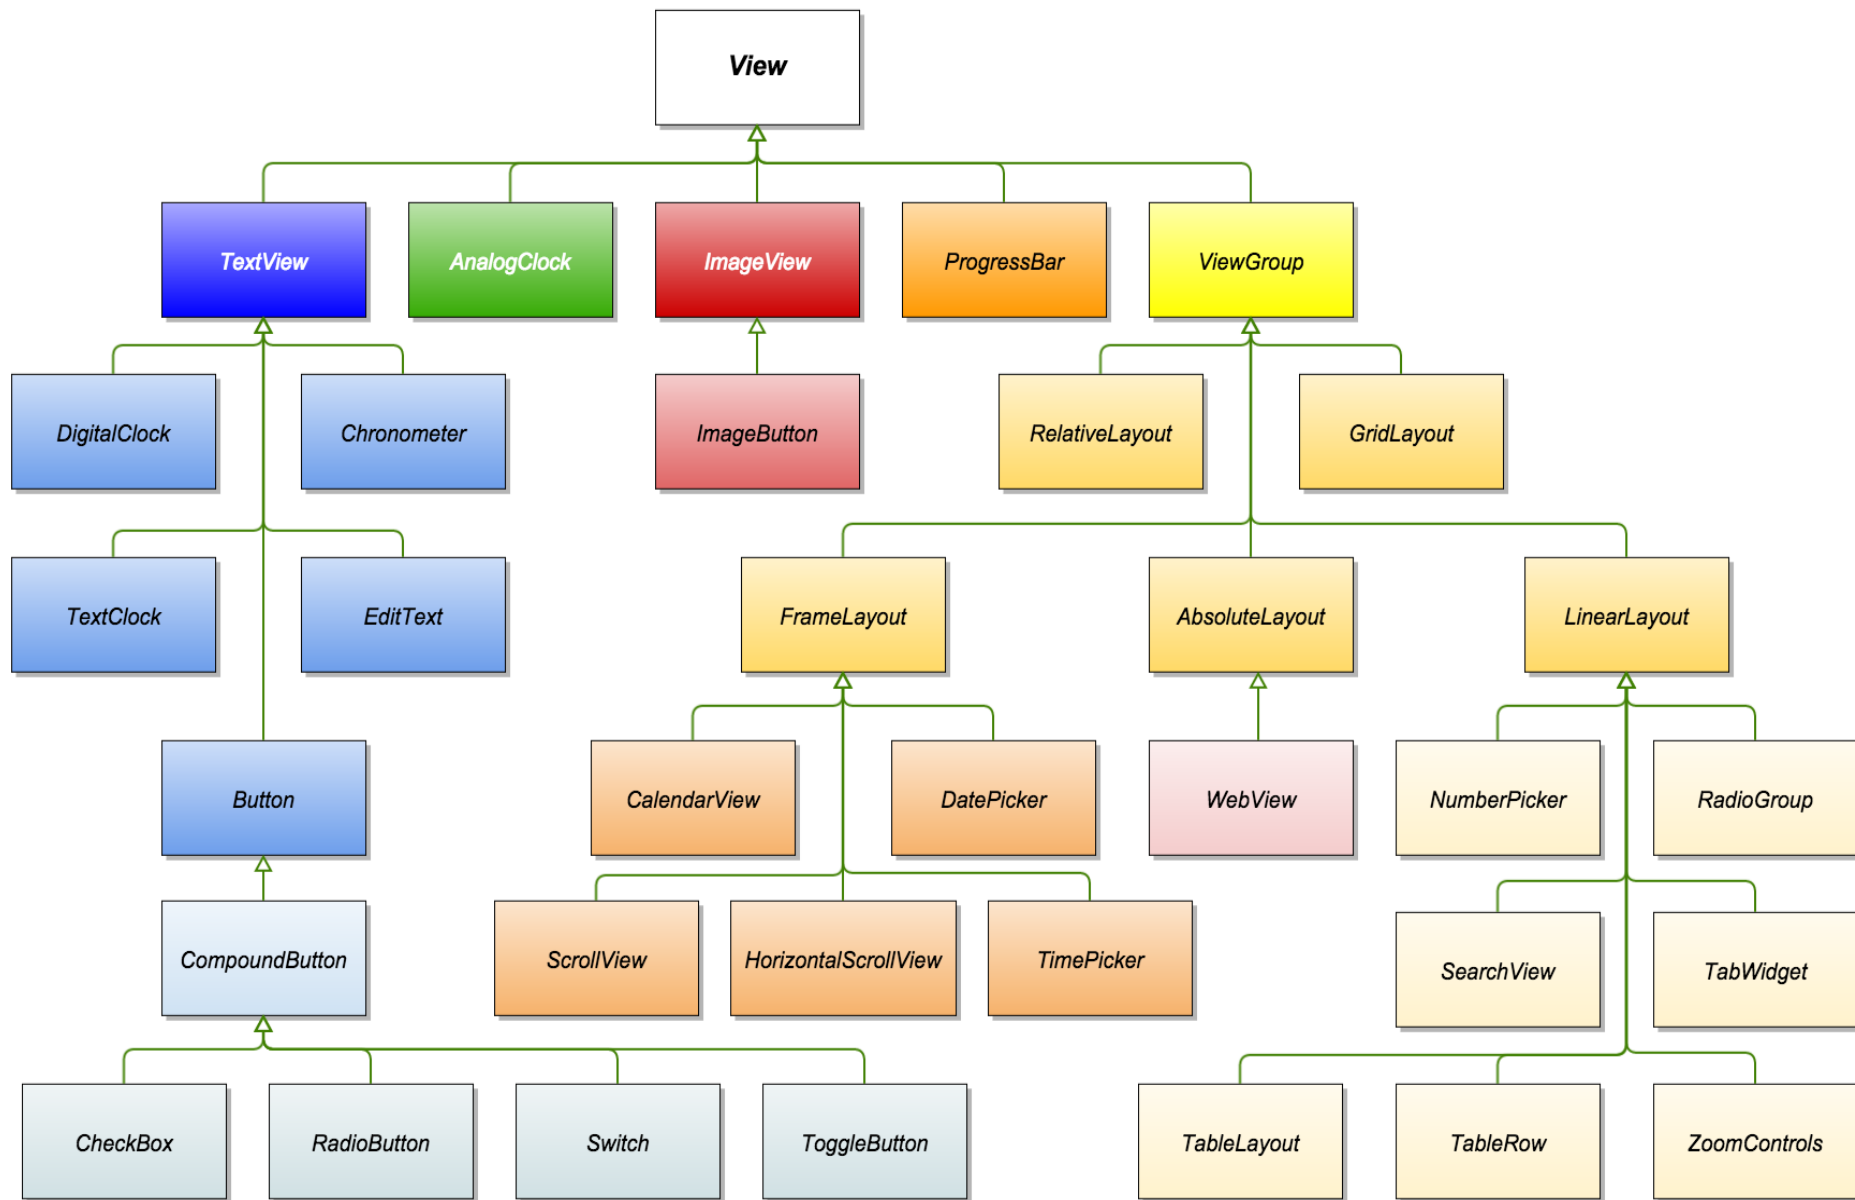 View
TextView
AnalogClock
ImageView
ProgressBar
ViewGroup
DigitalClock
Chronometer
ImageButton
RelativeLayout
GridLayout
TextClock
EditText
FrameLayout
AbsoluteLayout
LinearLayout
Button
CalendarView
DatePicker
WebView
NumberPicker
RadioGroup
CompoundButton
ScrollView
HorizontalScrollView
TimePicker
SearchView
TabWidget
CheckBox
RadioButton
Switch
ToggleButton
TableLayout
TableRow
ZoomControls